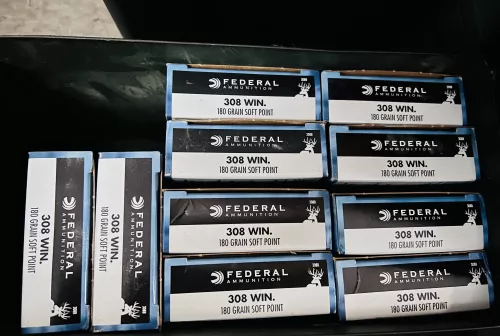 FEDERAL
AMMUNITION
308 WIN.
180 GRAIN SOFT POINT
FEDERAL
AMMUNITION
308 WIN.
180 GRAIN SOFT POINT
FEDERAL
AMMUNITION
308 WIN.
180 GRAIN SOFT POINT
FEDERAL
AMMUNITION
308 WIN.
180 GRAIN SOFT POINT
FEDERAL
AMMUNITION
308 WIN.
180 GRAIN SOFT POINT
FEDERAL
AMMUNITION
308 WIN.
180 GRAIN SOFT POINT
FEDERAL
AMMUNITION
308 WIN.
180 GRAIN SOFT POINT
FEDERAL
AMMUNITION
308 WIN.
180 GRAIN SOFT POINT
FEDERAL
AMMUNITION
308 WIN.
180 GRAIN SOFT POINT
FEDERAL
AMMUNITION
308 WIN.
180 GRAIN SOFT POINT